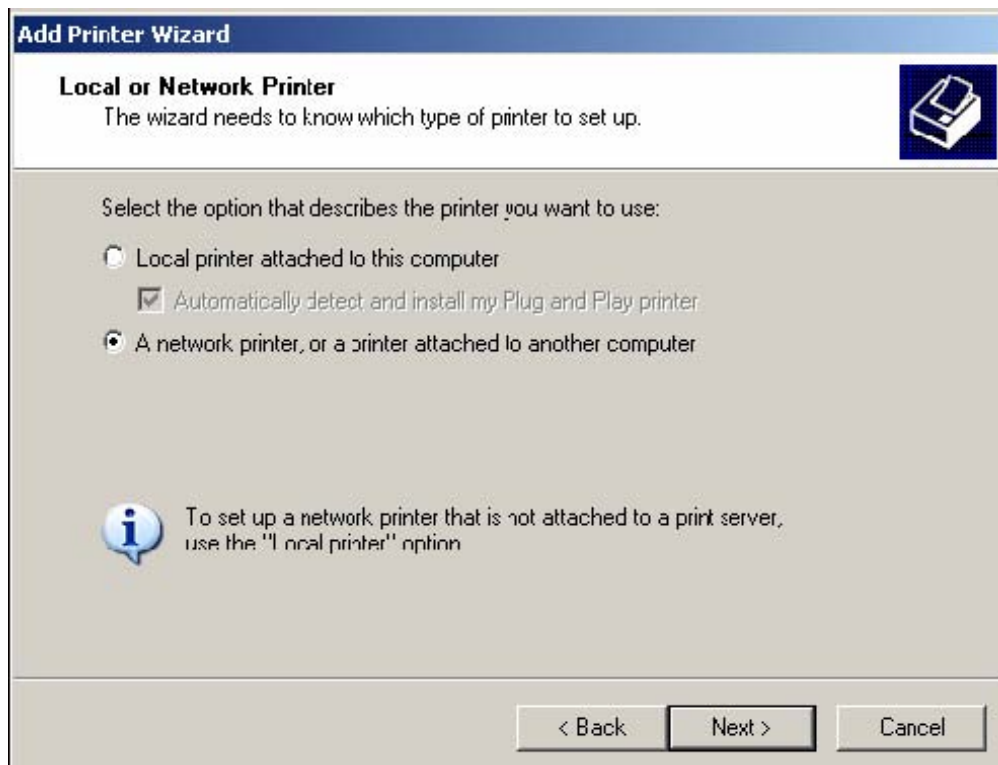 Add Printer Wizard
Local or Network Printer
The wizard needs to know which type of printer to set up.
Select the option that describes the printer you want to use:
Local printer attached to this computer
Automatically detect and install my Plug and Play printer
A network printer, or a printer attached to another computer
To set up a network printer that is not attached to a print server,
use the "Local printer" option
< Back
Next >
Cancel